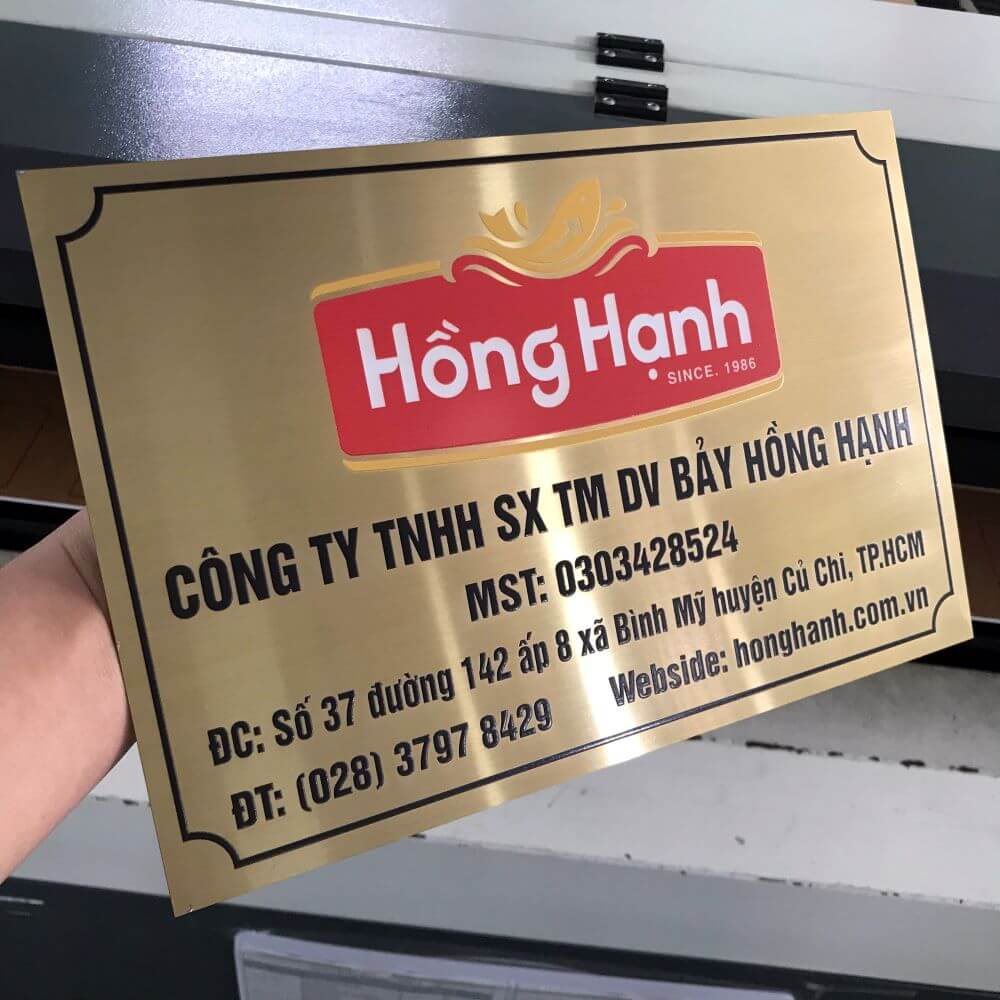 Hồng Hạnh
SINCE. 1986
CÔNG TY TNHH SX TM DV BẢY HỒNG HẠNH
MST: 0303428524
ĐC: Số 37 đường 142 ấp 8 xã Bình Mỹ huyện Củ Chi, TP.HCM
ĐT: (028) 3797 8429 Webside: honghanh.com.vn